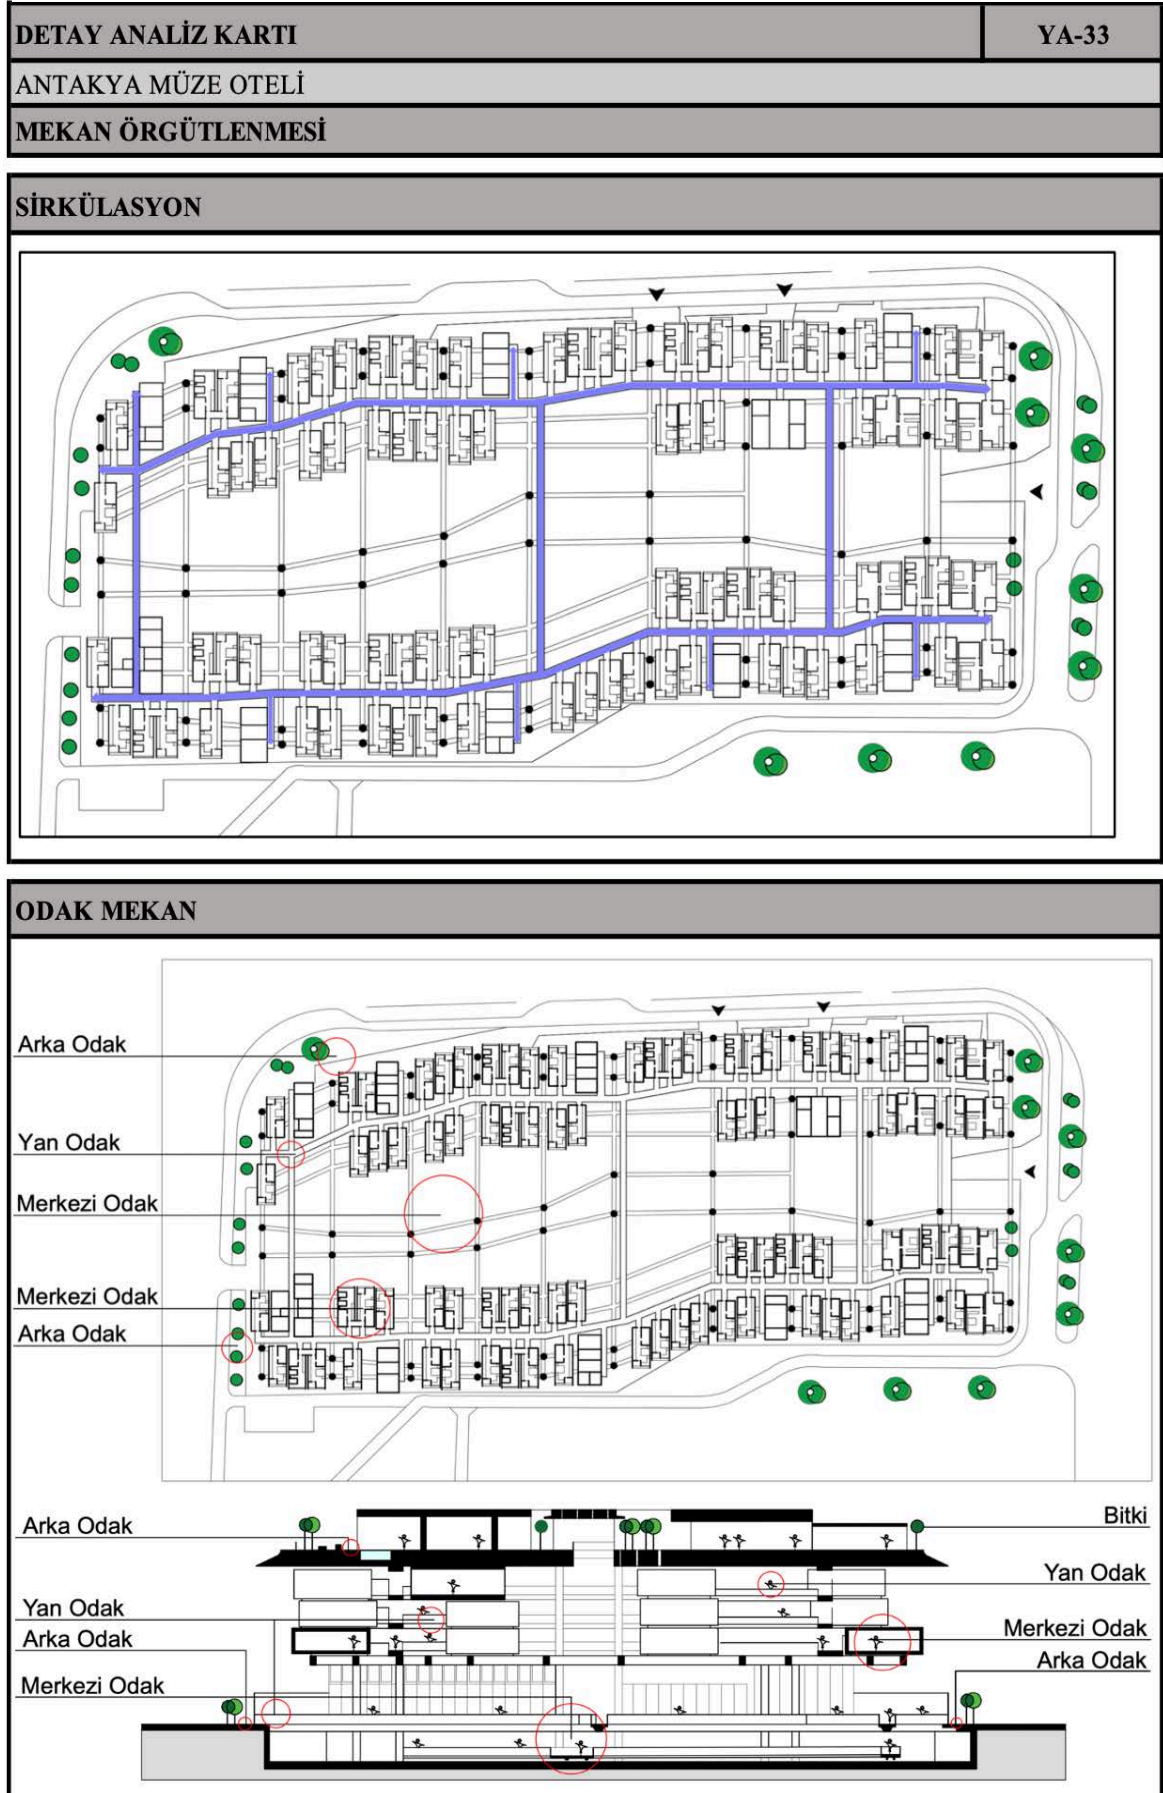 DETAY ANALİZ KARTI YA-33
ANTAKYA MÜZE OTELİ
MEKAN ÖRGÜTLENMESİ
SİRKÜLASYON
ODAK MEKAN
Arka Odak
Yan Odak
Merkezi Odak
Merkezi Odak
Arka Odak
Arka Odak
Yan Odak
Arka Odak
Merkezi Odak
Bitki
Yan Odak
Merkezi Odak
Arka Odak